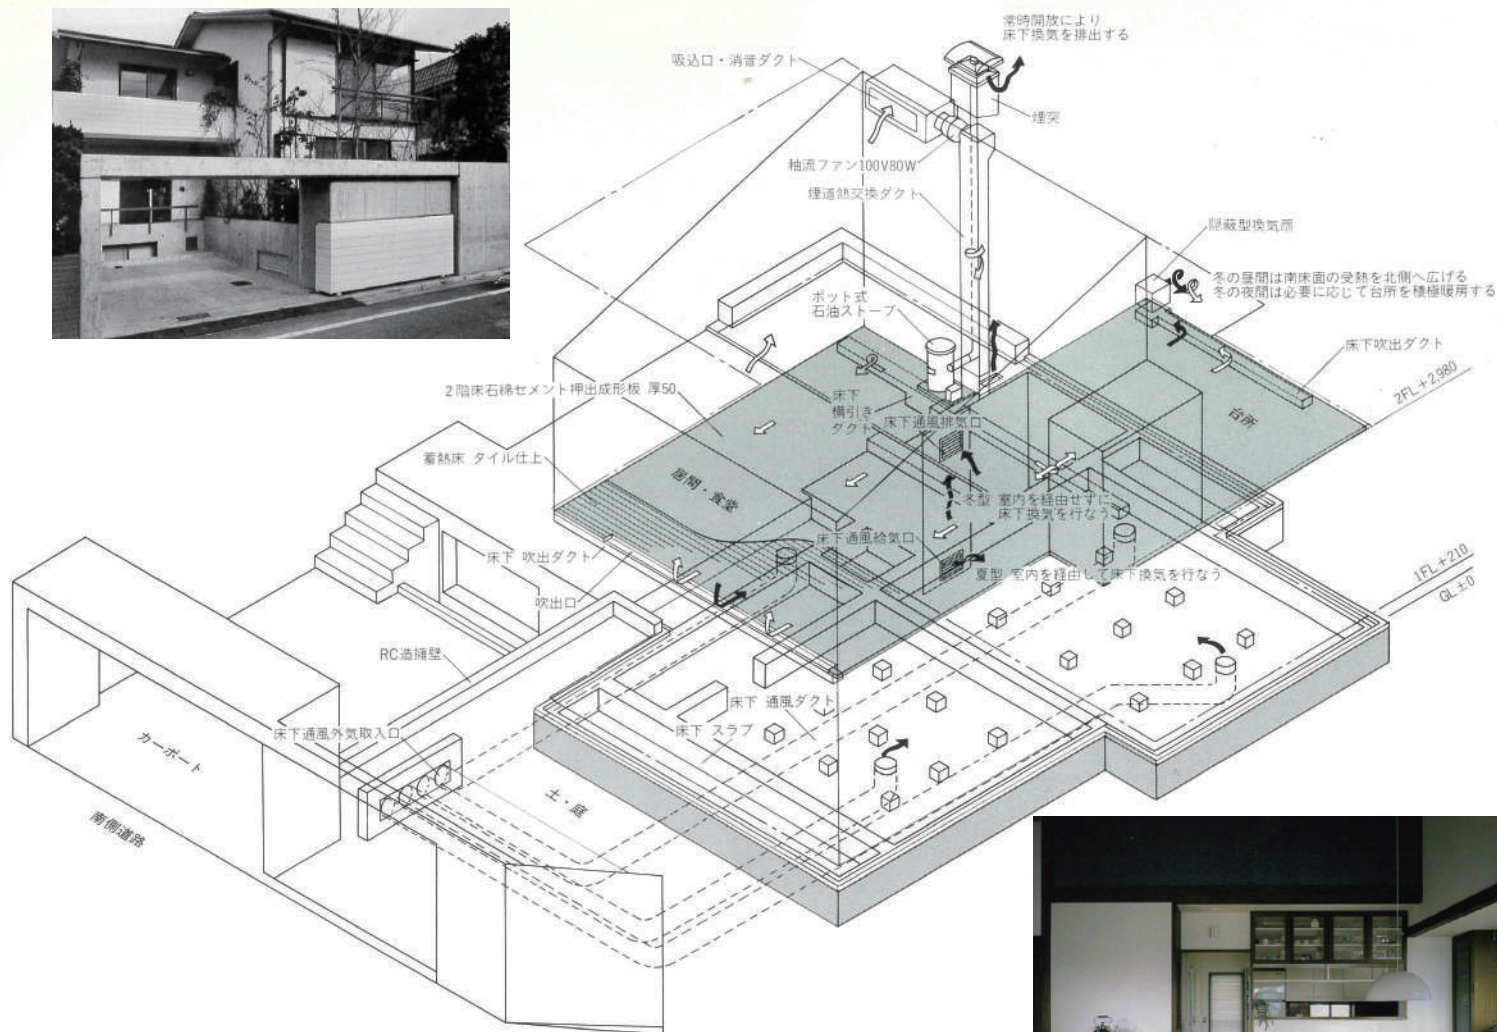 常時開放により
床下換気を排出する
吸込口・消音ダクト
煙突
軸流ファン100V80W
煙道熱交換ダクト
隠蔽型換気扇
冬の昼間は南床面の受熱を北側へ広げる
冬の夜間は必要に応じて台所を積極暖房する
ポット式
石油ストーブ
床下吹出ダクト
2FL+2,980
2階床石綿セメント押出成形板 厚50
床下
横引き
ダクト
床下通風排気口
台所
蓄熱床 タイル仕上
居間・食堂
冬型 室内を経由せずに
床下換気を行なう
床下通風給気口
床下 吹出ダクト
夏型 室内を経由して床下換気を行なう
1FL+210
GL±0
吹出口
RC造擁壁
床下 通風ダクト
床下 スラブ
床下通風外気取入口
カーポート
土・庭
南側道路